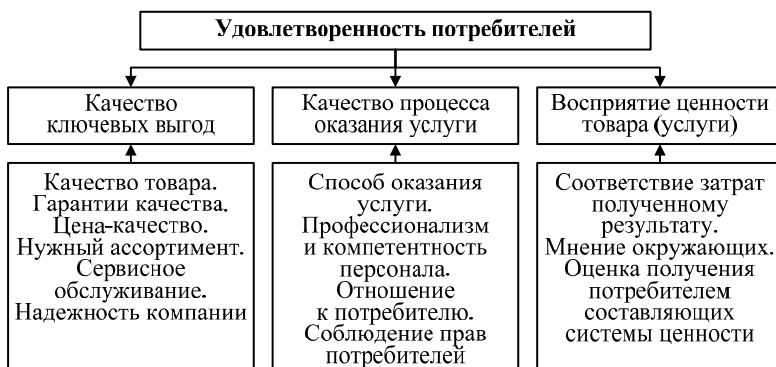 Удовлетворенность потребителей
Качество
ключевых выгод
Качество процесса
оказания услуги
Восприятие ценности
товара (услуги)
Качество товара.
Гарантии качества.
Цена-качество.
Нужный ассортимент.
Сервисное
обслуживание.
Надежность компании
Способ оказания
услуги.
Профессионализм
и компетентность
персонала.
Отношение
к потребителю.
Соблюдение прав
потребителей
Соответствие затрат
полученному
результату.
Мнение окружающих.
Оценка получения
потребителем
составляющих
системы ценности